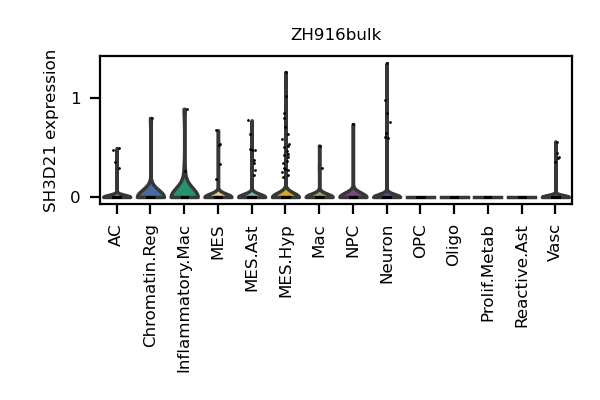 ZH916bulk
SH3D21 expression
1
0
AC
Chromatin.Reg
Inflammatory.Mac
MES
MES.Ast
MES.Hyp
Mac
NPC
Neuron
OPC
Oligo
Prolif.Metab
Reactive.Ast
Vasc